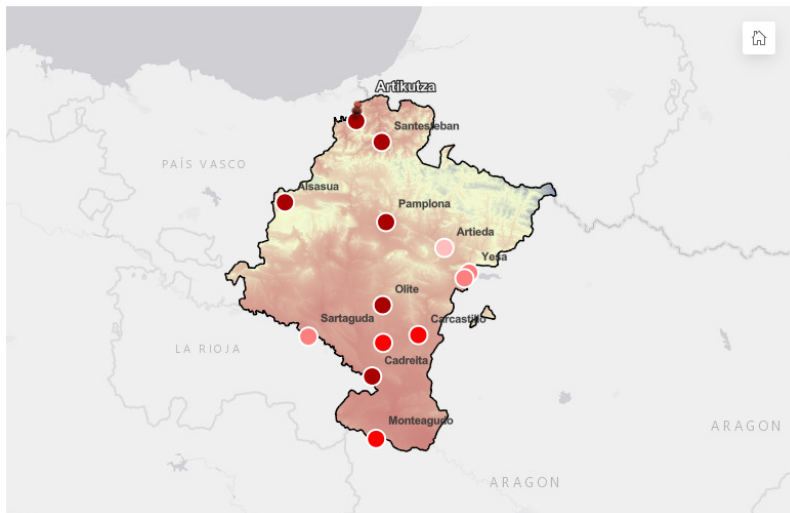 Artikutza
Santesteban
PAÍS VASCO
Alsasua
Pamplona
Artieda
Yesa
Olite
Sartaguda
Carcastillo
LA RIOJA
Cadreita
Monteagudo
ARAGON
ARAGON